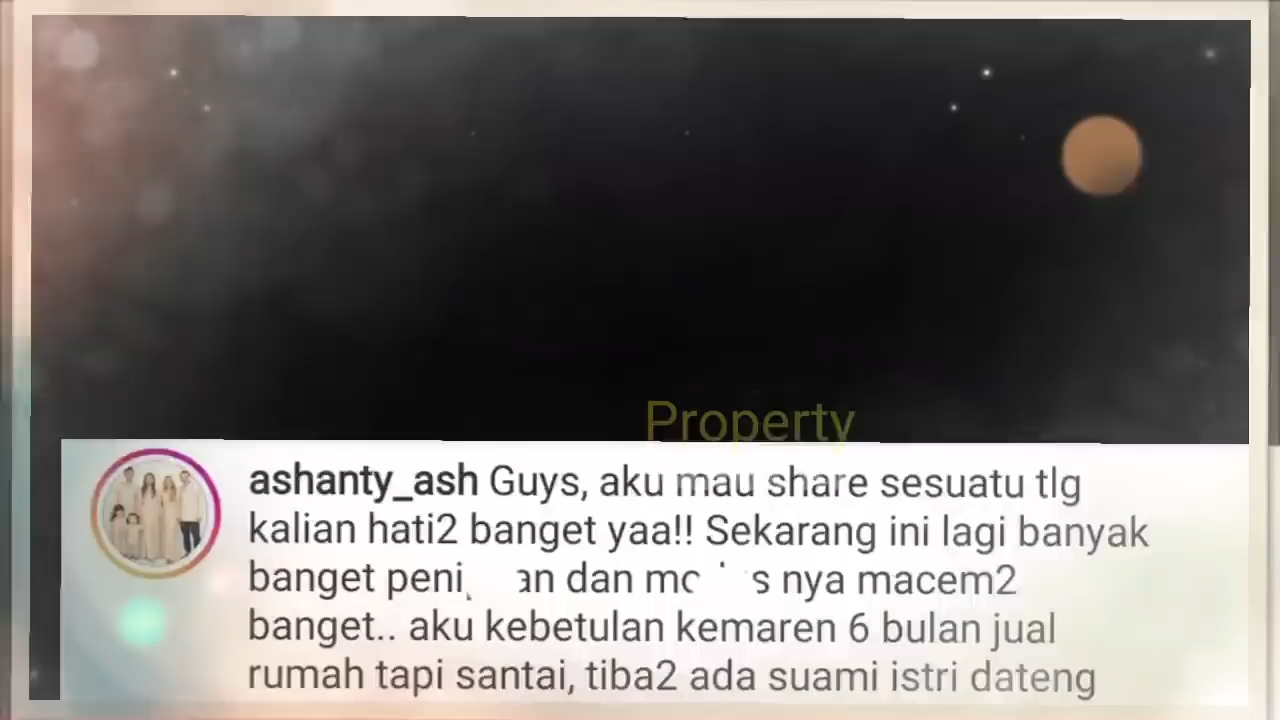 Property
ashanty_ash Guys, aku mau share sesuatu tlg
kalian hati2 banget yaa!! Sekarang ini lagi banyak
banget dan nya macem2
banget.. aku kebetulan kemaren 6 bulan jual
rumah tapi santai, tiba2 ada suami istri dateng